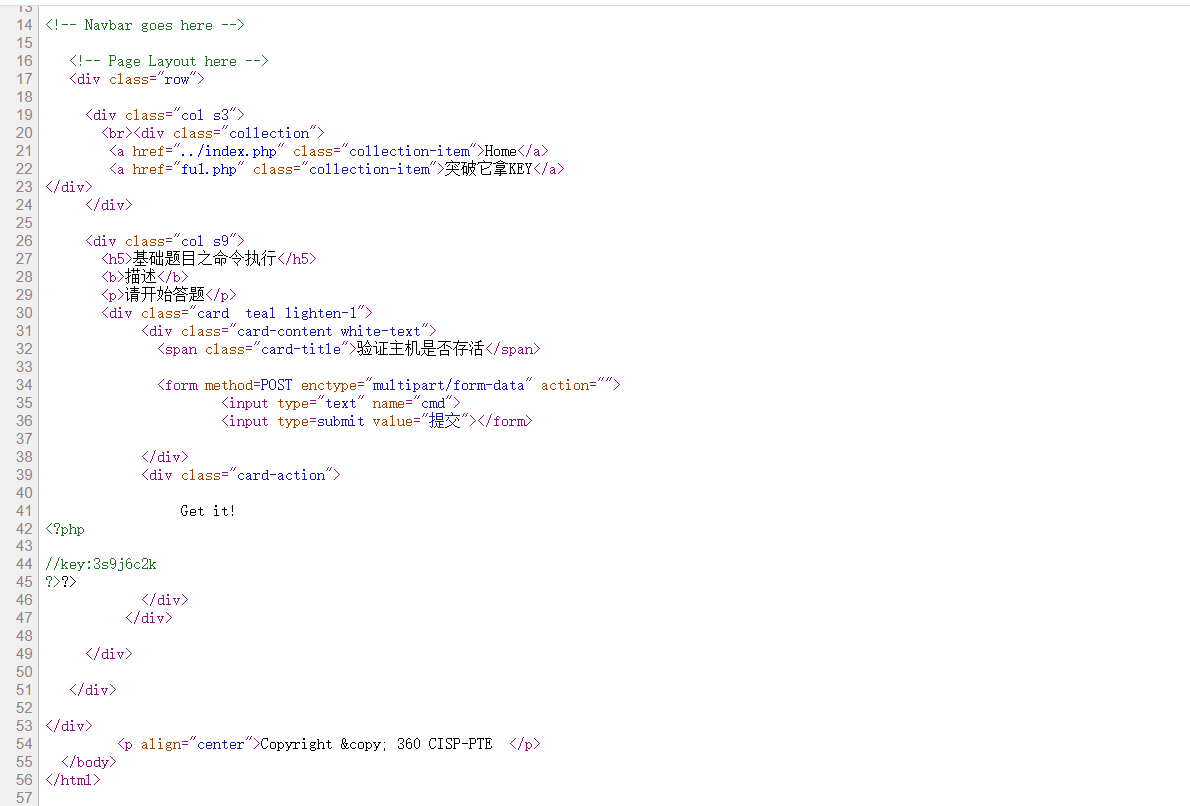 13
14 <!-- Navbar goes here -->
15
16 <!-- Page Layout here -->
17 <div class="row">
18
19 <div class="col s3">
20 <br><div class="collection">
21 <a href="../index.php" class="collection-item">Home</a>
22 <a href="ful.php" class="collection-item">突破它拿KEY</a>
23 </div>
24 </div>
25
26 <div class="col s9">
27 <h5>基础题目之命令执行</h5>
28 <b>描述</b>
29 <p>请开始答题</p>
30 <div class="card  teal lighten-1">
31 <div class="card-content white-text">
32 <span class="card-title">验证主机是否存活</span>
33
34 <form method=POST enctype="multipart/form-data" action="">
35 <input type="text" name="cmd">
36 <input type=submit value="提交"></form>
37
38 </div>
39 <div class="card-action">
40
41 Get it!
42 <?php
43
44 //key:3s9j6c2k
45 ?>?>
46 </div>
47 </div>
48
49 </div>
50
51 </div>
52
53 </div>
54 <p align="center">Copyright &copy; 360 CISP-PTE  </p>
55 </body>
56 </html>
57